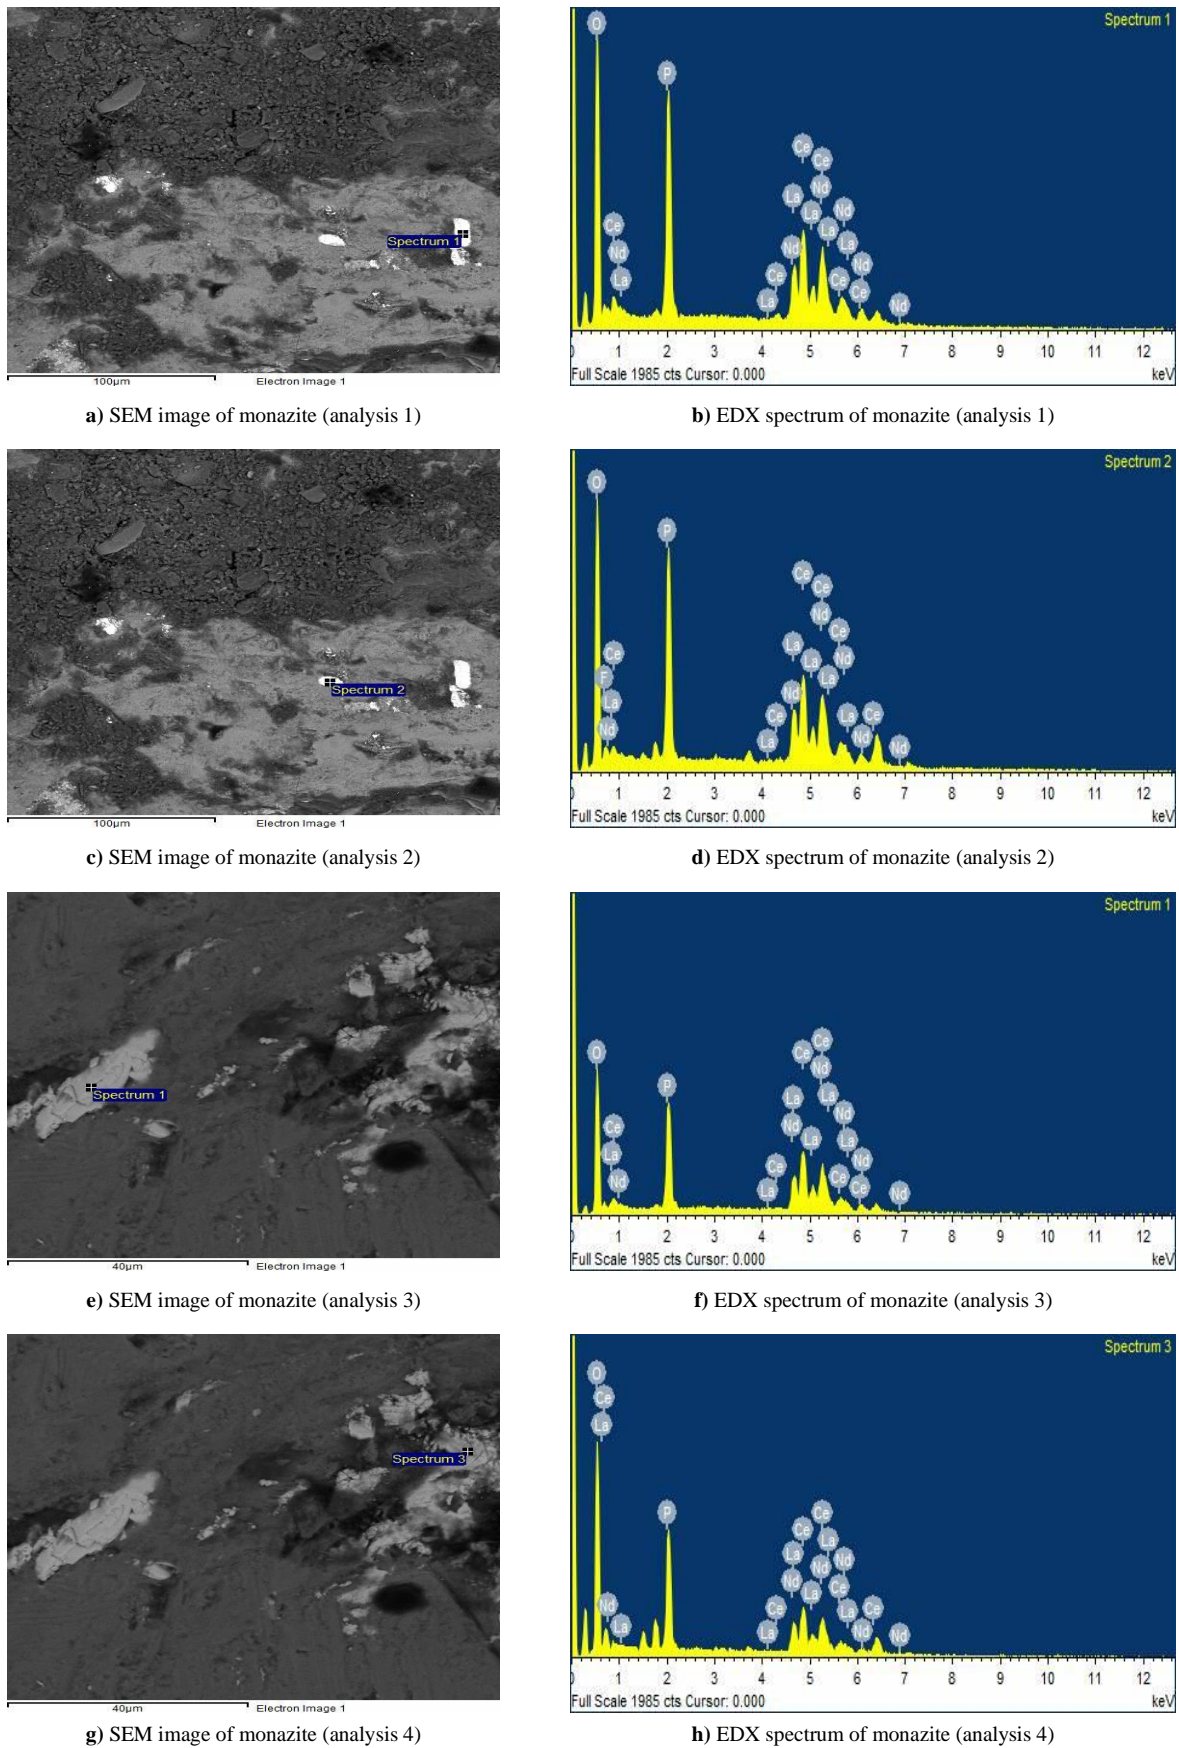 Spectrum 1
100µm
Electron Image 1
Spectrum 1
O
P
Ce
Ce
La
Nd
Nd
La
La
La
Ce
Nd
Nd
Nd
La
Ce
Ce
Ce
La
Nd
0 1 2 3 4 5 6 7 8 9 10 11 12
Full Scale 1985 cts Cursor: 0.000
keV
a) SEM image of monazite (analysis 1)
b) EDX spectrum of monazite (analysis 1)
Spectrum 2
100µm
Electron Image 1
Spectrum 2
O
P
Ce
Ce
Nd
Ce
La
Ce
La
Nd
F
La
Nd
La
Nd
Ce
La
Ce
Nd
La
Nd
0 1 2 3 4 5 6 7 8 9 10 11 12
Full Scale 1985 cts Cursor: 0.000
keV
c) SEM image of monazite (analysis 2)
d) EDX spectrum of monazite (analysis 2)
Spectrum 1
40µm
Electron Image 1
Spectrum 1
O
Ce
Ce
Nd
P
La
La
Nd
Nd
Ce
La
La
La
Nd
Ce
Ce
Nd
Ce
La
Nd
0 1 2 3 4 5 6 7 8 9 10 11 12
Full Scale 1985 cts Cursor: 0.000
keV
e) SEM image of monazite (analysis 3)
f) EDX spectrum of monazite (analysis 3)
Spectrum 3
40µm
Electron Image 1
Spectrum 3
O
Ce
La
P
Ce
Ce
La
La
Nd
Nd
Nd
Ce
La
Nd
Ce
La
Ce
La
La
Nd
Nd
0 1 2 3 4 5 6 7 8 9 10 11 12
Full Scale 1985 cts Cursor: 0.000
keV
g) SEM image of monazite (analysis 4)
h) EDX spectrum of monazite (analysis 4)